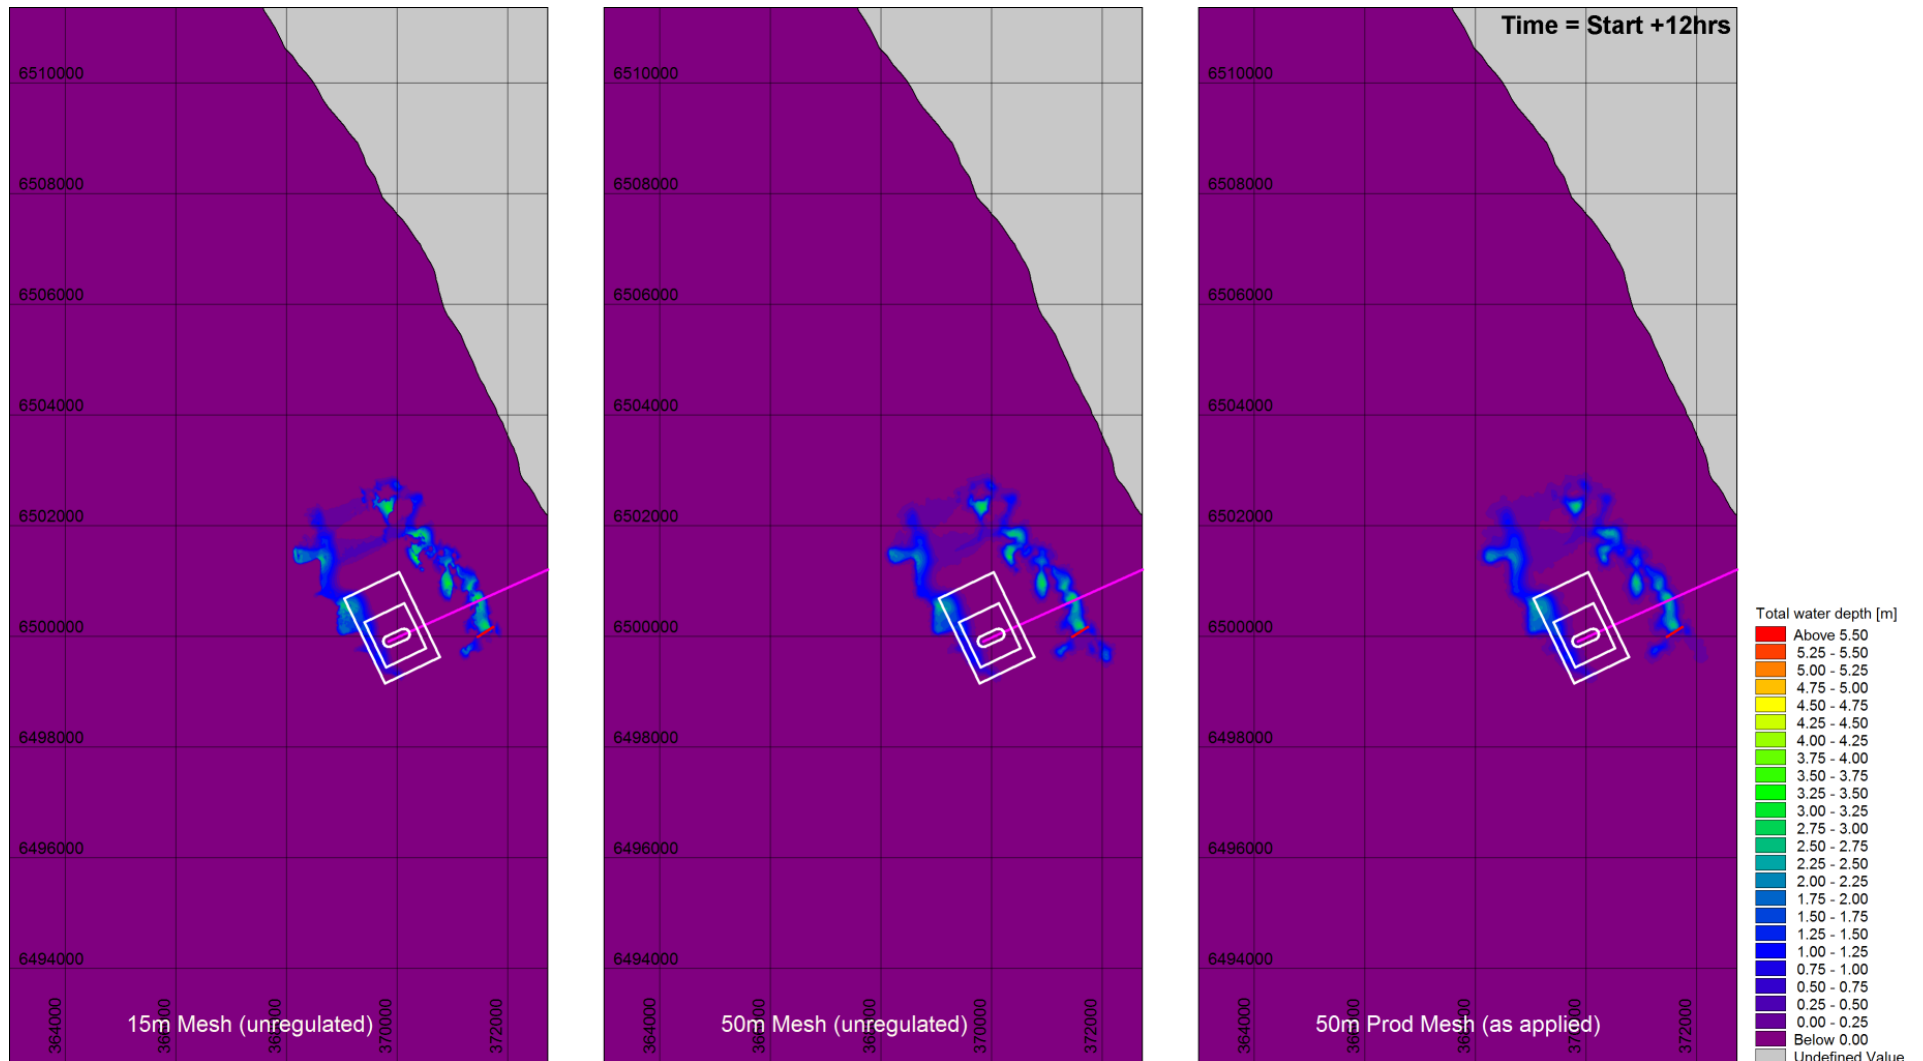 Time = Start +12hrs
6510000
6508000
6506000
6504000
6502000
6500000
6498000
6496000
6494000
364000
370000
372000
15m Mesh (unregulated)
6510000
6508000
6506000
6504000
6502000
6500000
6498000
6496000
6494000
364000
370000
372000
50m Mesh (unregulated)
6510000
6508000
6506000
6504000
6502000
6500000
6498000
6496000
6494000
364000
370000
372000
50m Prod Mesh (as applied)
Total water depth [m]
Above 5.50
5.25 - 5.50
5.00 - 5.25
4.75 - 5.00
4.50 - 4.75
4.25 - 4.50
4.00 - 4.25
3.75 - 4.00
3.50 - 3.75
3.25 - 3.50
3.00 - 3.25
2.75 - 3.00
2.50 - 2.75
2.25 - 2.50
2.00 - 2.25
1.75 - 2.00
1.50 - 1.75
1.25 - 1.50
1.00 - 1.25
0.75 - 1.00
0.50 - 0.75
0.25 - 0.50
0.00 - 0.25
Below 0.00
Undefined Value